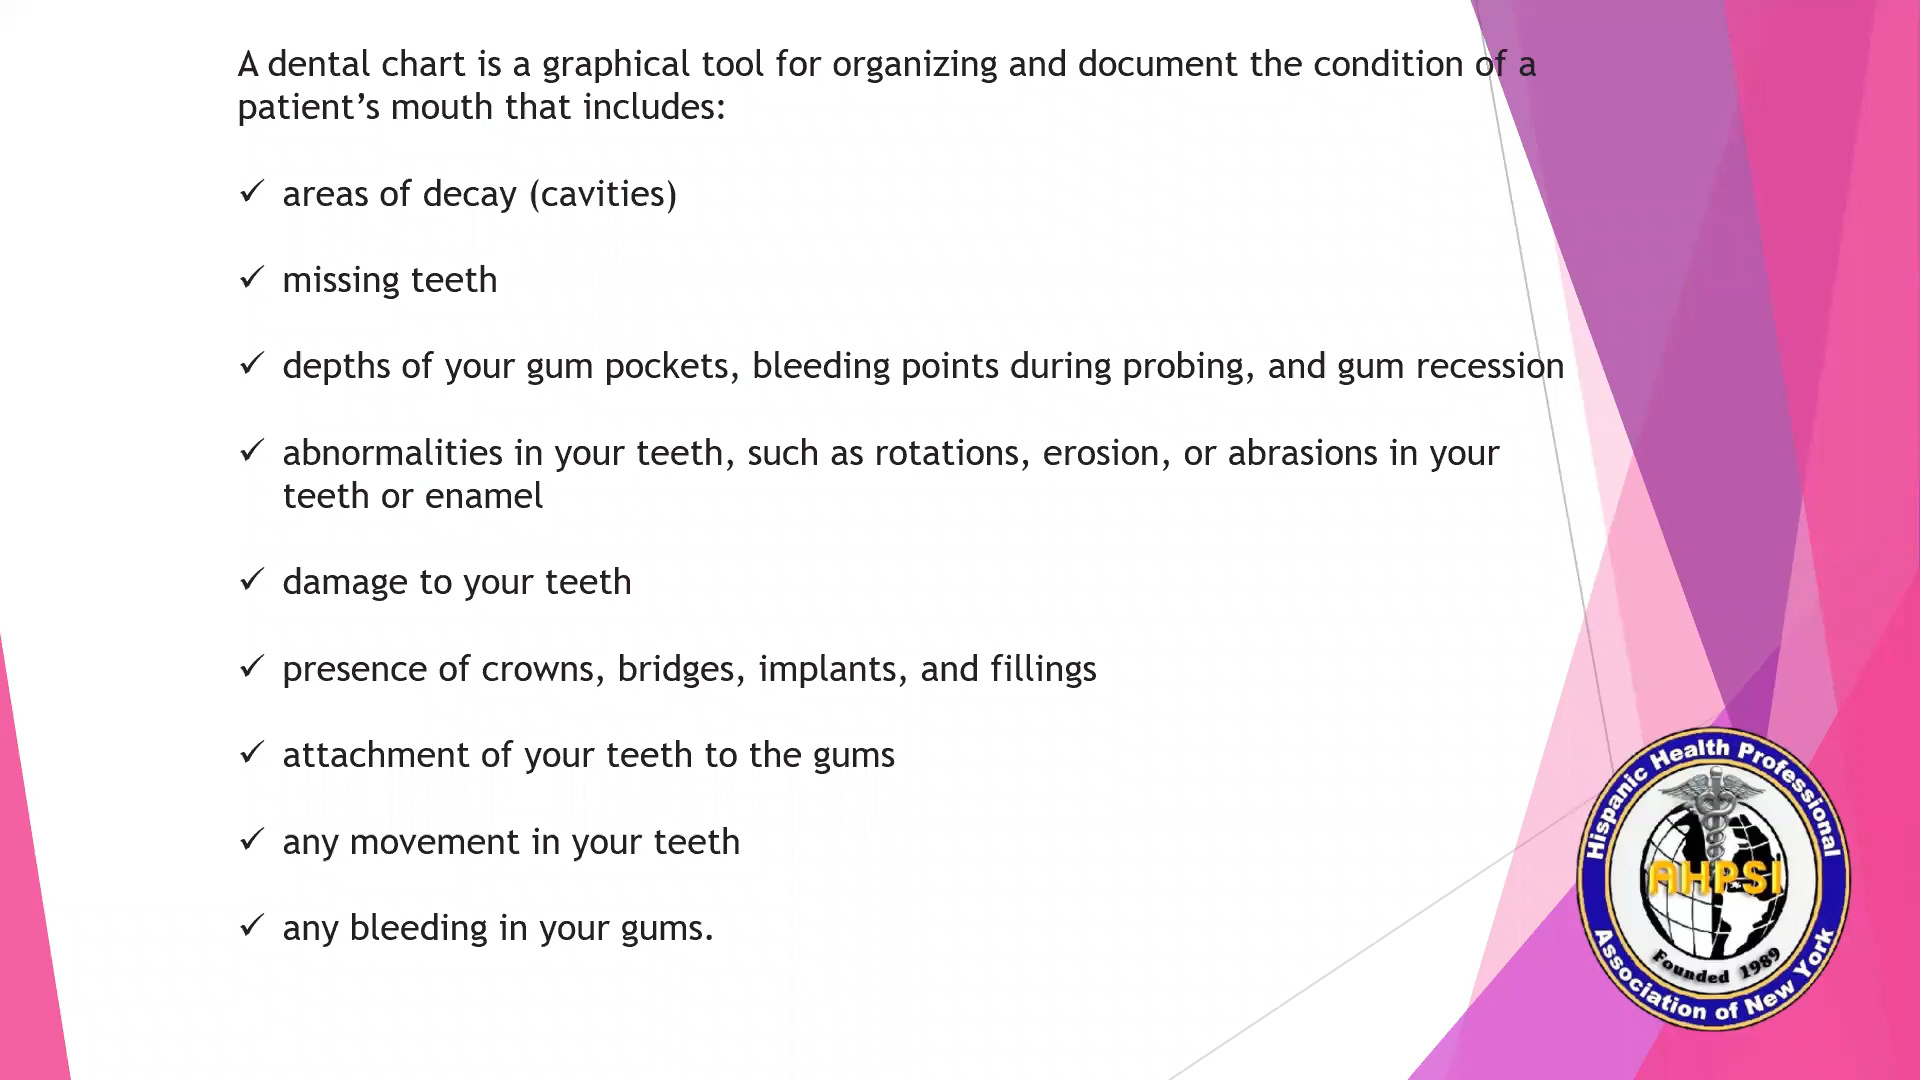 A dental chart is a graphical tool for organizing and document the condition of a
patient’s mouth that includes:
✓ areas of decay (cavities)
✓ missing teeth
✓ depths of your gum pockets, bleeding points during probing, and gum recession
✓ abnormalities in your teeth, such as rotations, erosion, or abrasions in your
teeth or enamel
✓ damage to your teeth
✓ presence of crowns, bridges, implants, and fillings
✓ attachment of your teeth to the gums
✓ any movement in your teeth
✓ any bleeding in your gums.
Hispanic Health Professional
AHPSI
Founded 1989
Association of New York